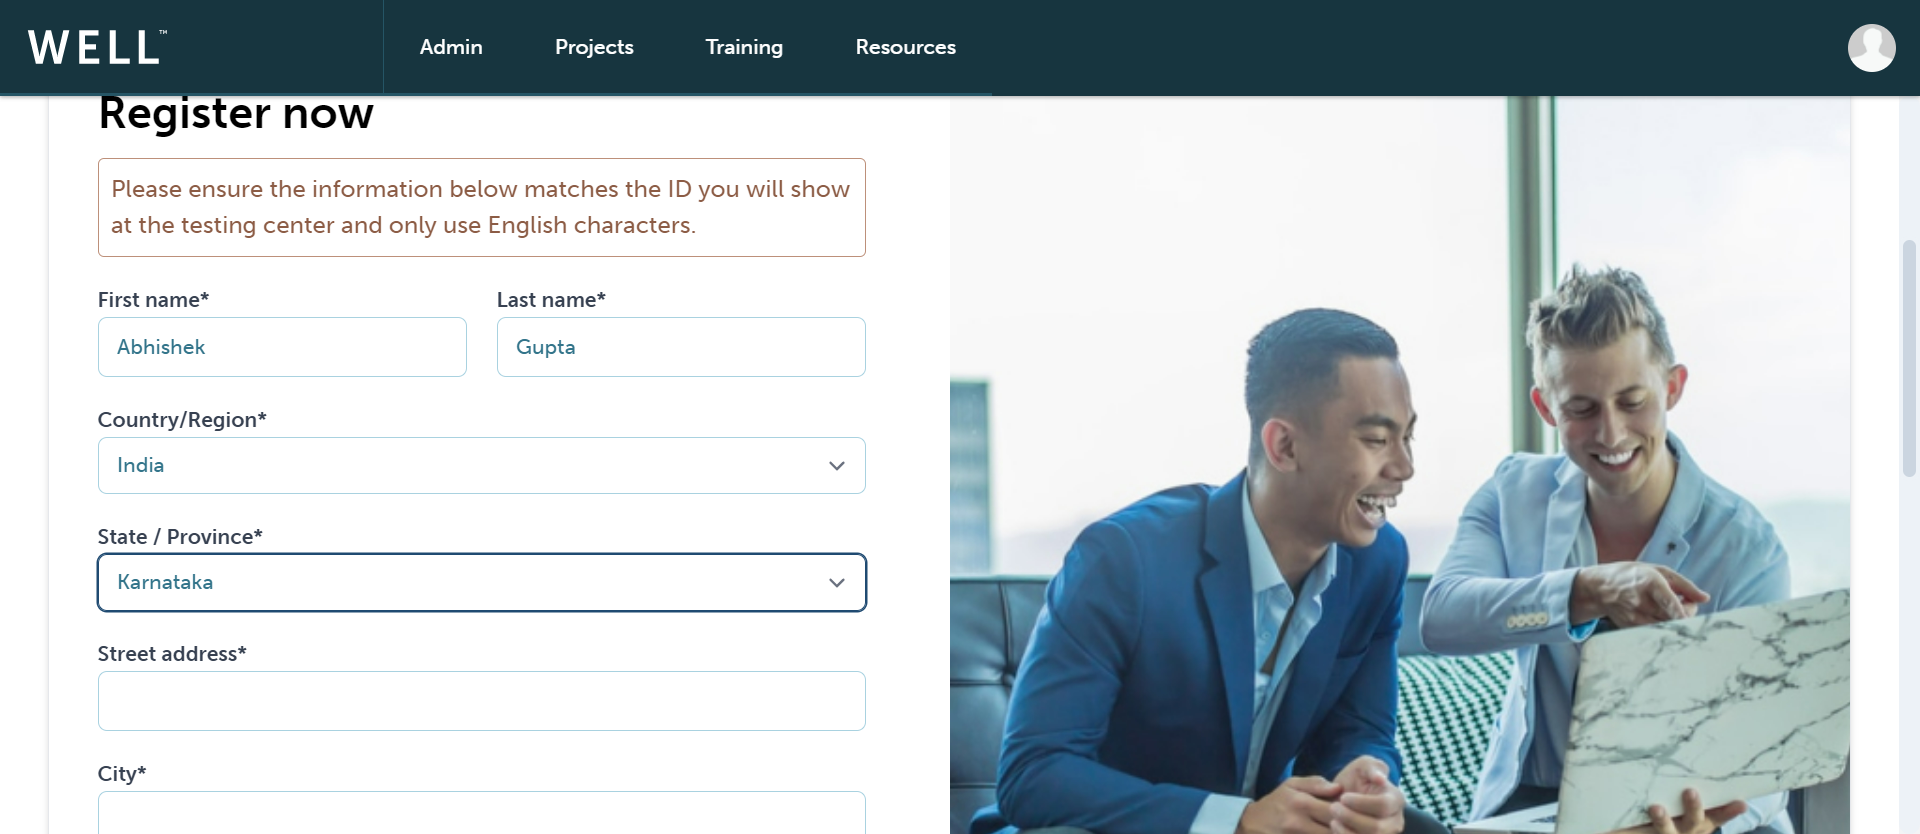 WELL™
Admin
Projects
Training
Resources
Register now
Please ensure the information below matches the ID you will show
at the testing center and only use English characters.
First name*
Last name*
Abhishek
Gupta
Country/Region*
India
State / Province*
Karnataka
Street address*
City*